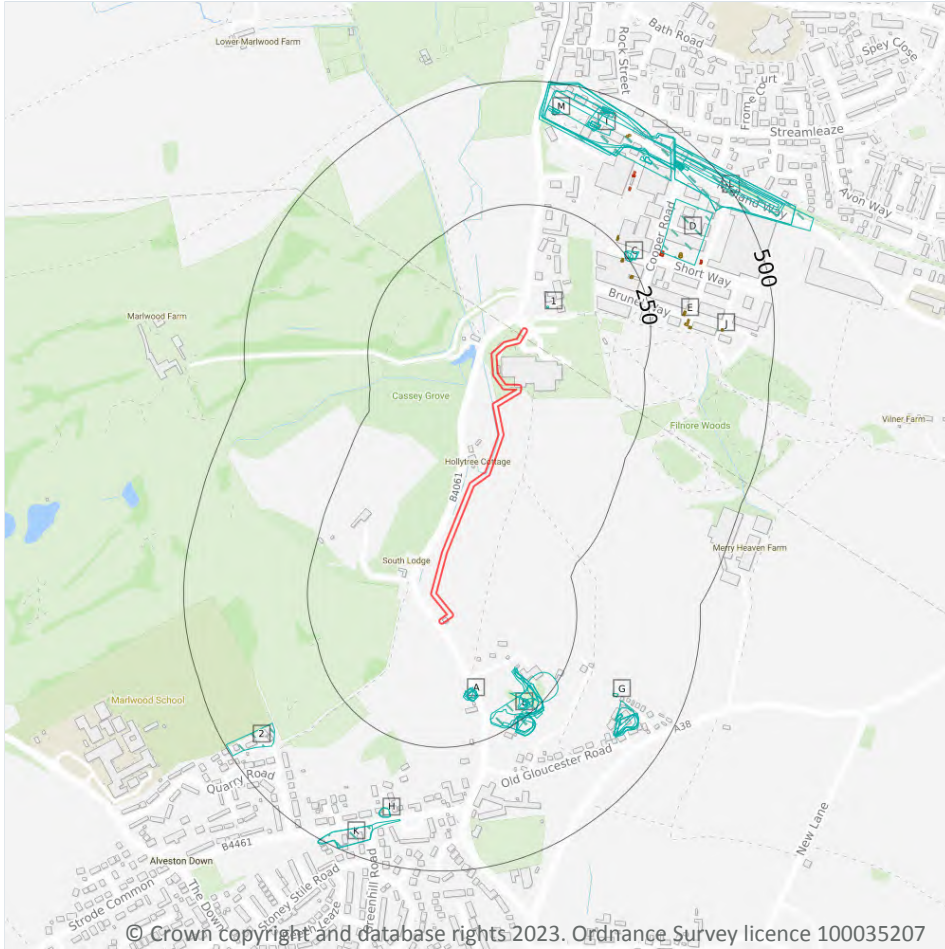 Lower Marlwood Farm
Rock Street
Bath Road
Spey Close
Frome Court
Streamleaze
M
I
Midland Way
Avon Way
D
Cooper Road
C
Short Way
500
250
1
Brunel Way
E
J
Marlwood Farm
Cassey Grove
Filnore Woods
Vilner Farm
Hollytree Cottage
B4061
Merry Heaven Farm
South Lodge
A
G
Marlwood School
A38
2
Old Gloucester Road
Quarry Road
H
K
B4461
New Lane
Alveston Down
Greenhill Road
Stoney Stile Road
Strode Common
The Down
© Crown copyright and database rights 2023. Ordnance Survey licence 100035207